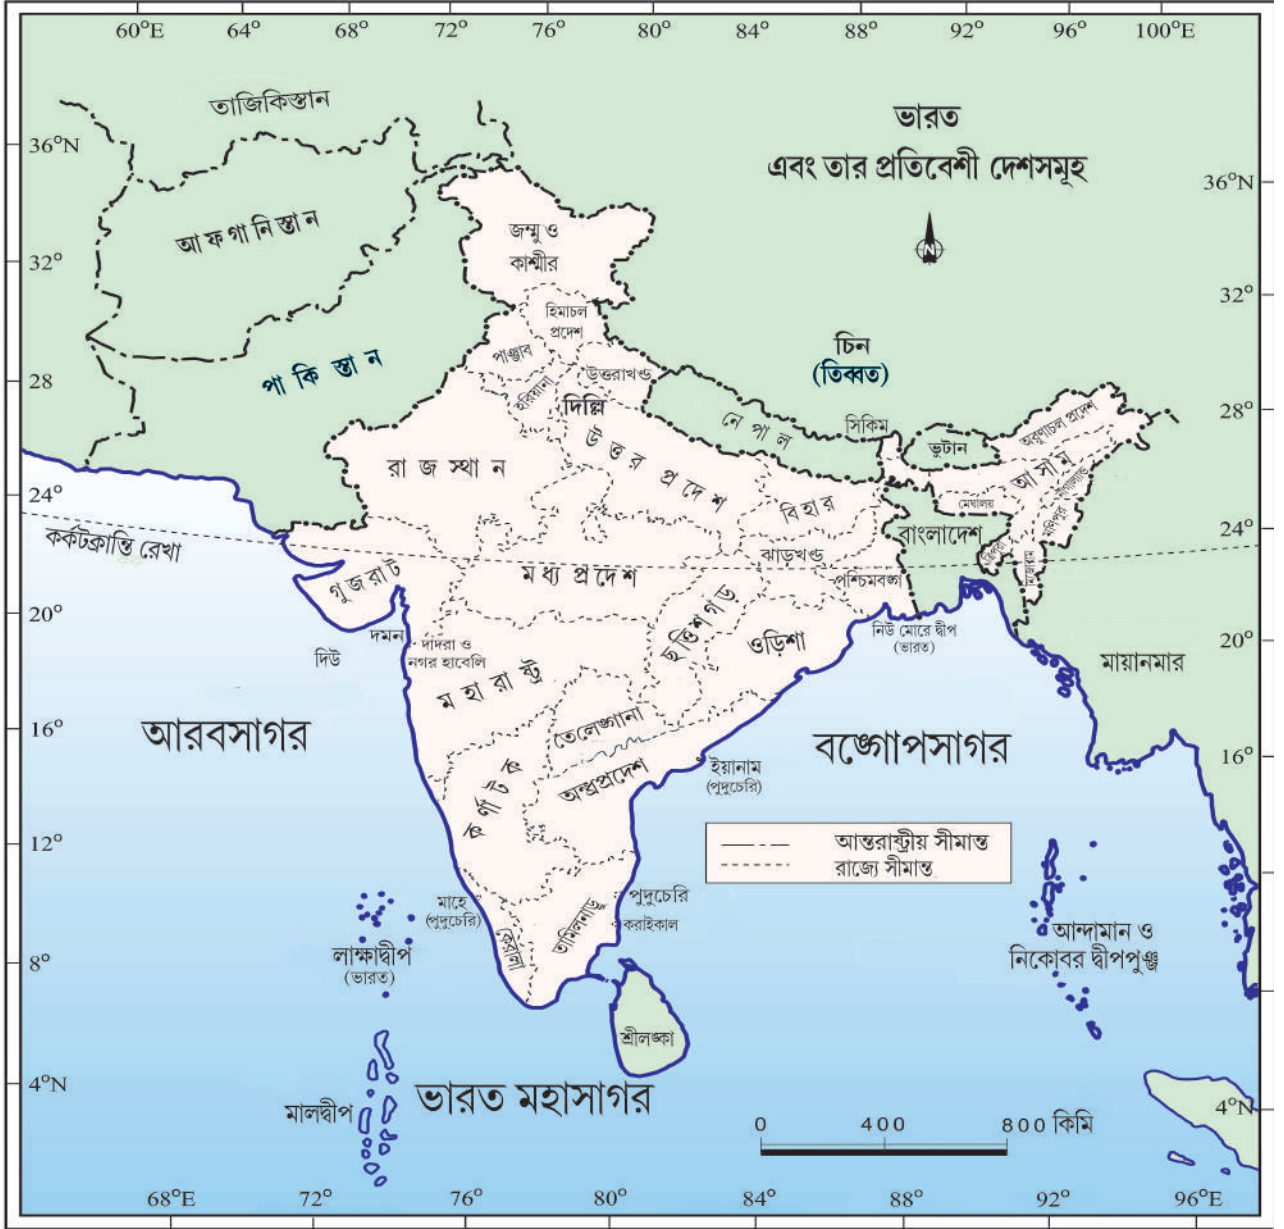 60°E 64° 68° 72° 76° 80° 84° 88° 92° 96° 100°E
তাজিকিস্তান
ভারত
এবং তার প্রতিবেশী দেশসমূহ
36°N
36°N
আফগানিস্তান
N
জম্মু ও
কাশ্মীর
32°
32°
হিমাচল
প্রদেশ
পাঞ্জাব
চিন
(তিব্বত)
পাকিস্তান
উত্তরাখণ্ড
28°
28°
হরিয়ানা
দিল্লি
নেপাল
সিকিম
ভুটান
অরুণাচল প্রদেশ
রাজস্থান
উত্তর প্রদেশ
আসাম
নাগাল্যান্ড
24°
24°
বিহার
মেঘালয়
মণিপুর
কর্কটক্রান্তি রেখা
বাংলাদেশ
ঝাড়খণ্ড
ত্রিপুরা
মিজোরাম
গুজরাট
মধ্য প্রদেশ
পশ্চিমবঙ্গ
20°
20°
ছত্তিশগড়
দমন
দিউ
দাদরা ও
নগর হাবেলি
ওড়িশা
নিউ মোরে দ্বীপ
(ভারত)
মায়ানমার
মহারাষ্ট্র
16°
16°
আরবসাগর
তেলেঙ্গানা
বঙ্গোপসাগর
ইয়ানাম
(পুদুচেরি)
অন্ধ্রপ্রদেশ
কর্ণাটক
12°
আন্তরাষ্ট্রীয় সীমান্ত
রাজ্যে সীমান্ত
মাহে
(পুদুচেরি)
পুদুচেরি
করাইকাল
তামিলনাড়ু
কেরালা
আন্দামান ও
নিকোবর দ্বীপপুঞ্জ
লাক্ষাদ্বীপ
(ভারত)
8°
শ্রীলঙ্কা
4°N
4°N
মালদ্বীপ
ভারত মহাসাগর
0 400 800 কিমি
68°E 72° 76° 80° 84° 88° 92° 96°E